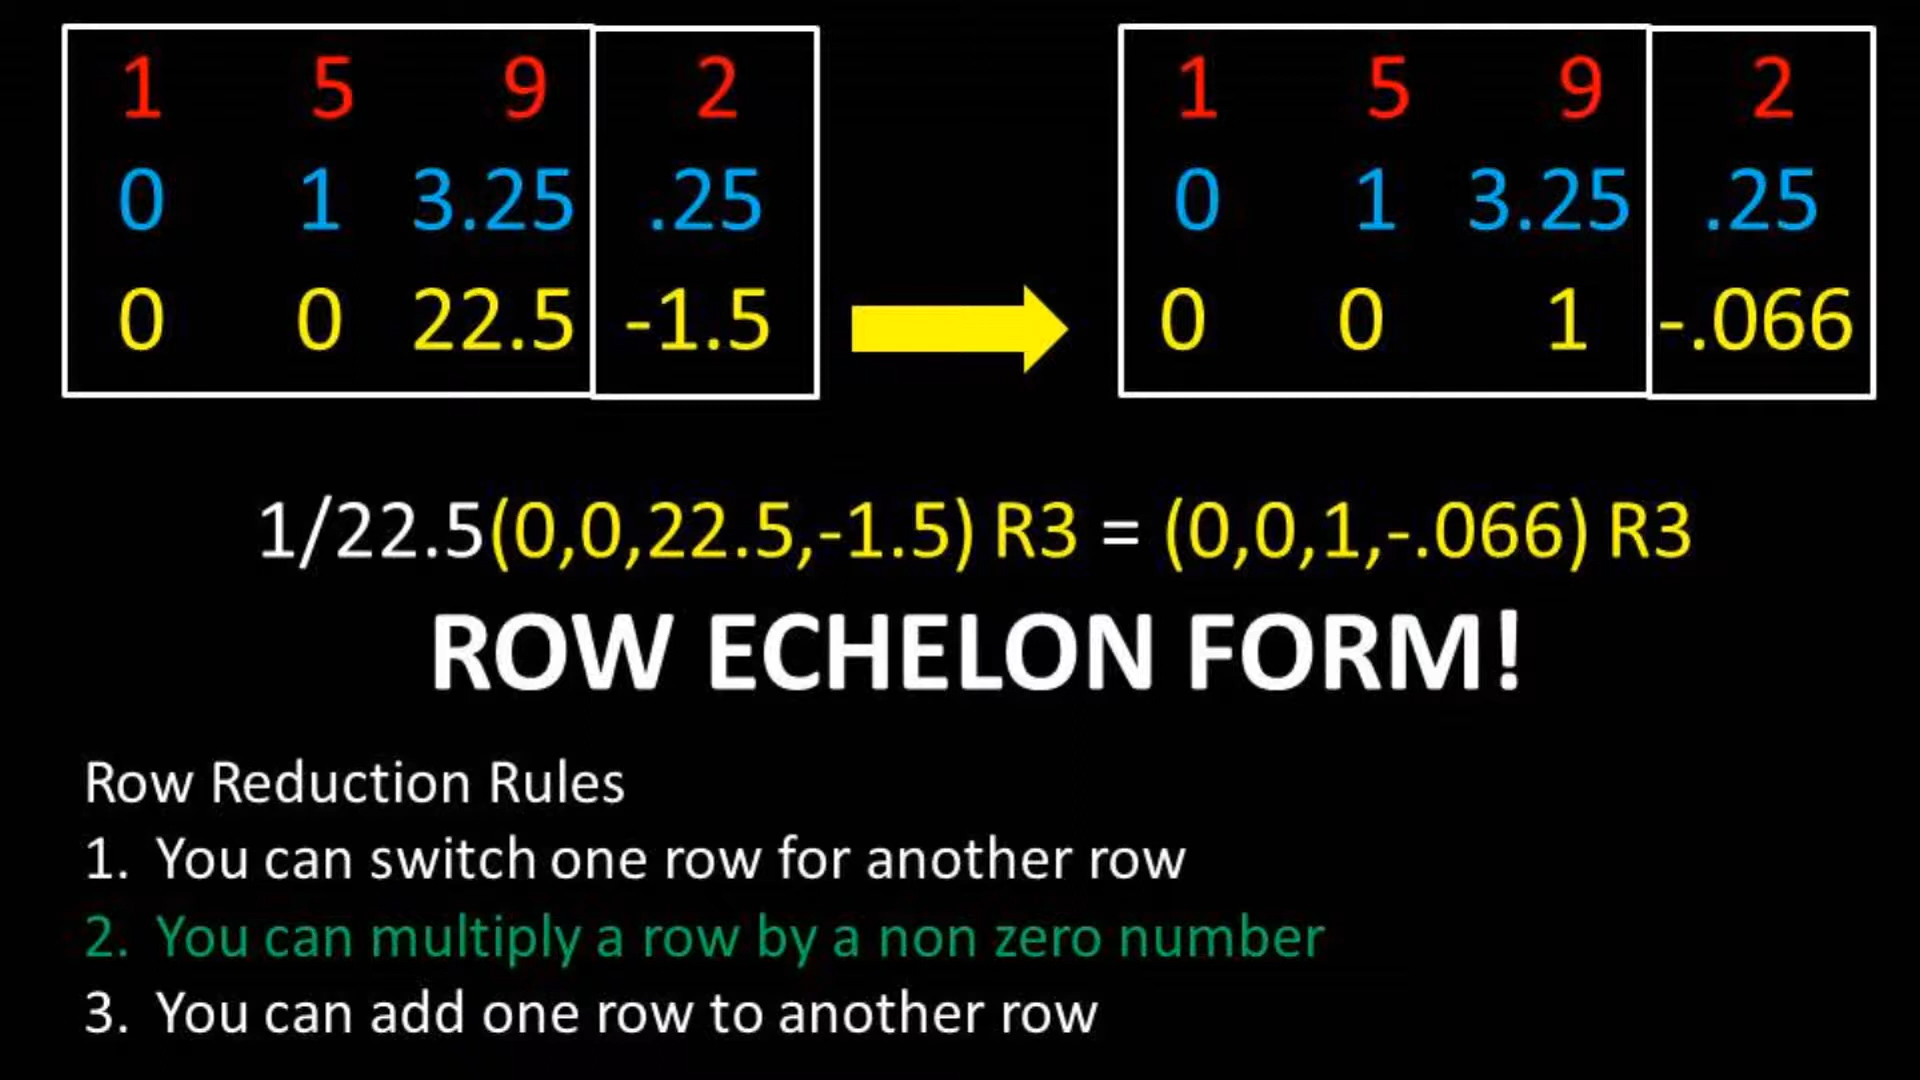 1 5 9 2 1 5 9 2
0 1 3.25 .25 0 1 3.25 .25
0 0 22.5 -1.5 0 0 1 -.066
1/22.5(0,0,22.5,-1.5) R3 = (0,0,1,-.066) R3
ROW ECHELON FORM!
Row Reduction Rules
1. You can switch one row for another row
2. You can multiply a row by a non zero number
3. You can add one row to another row